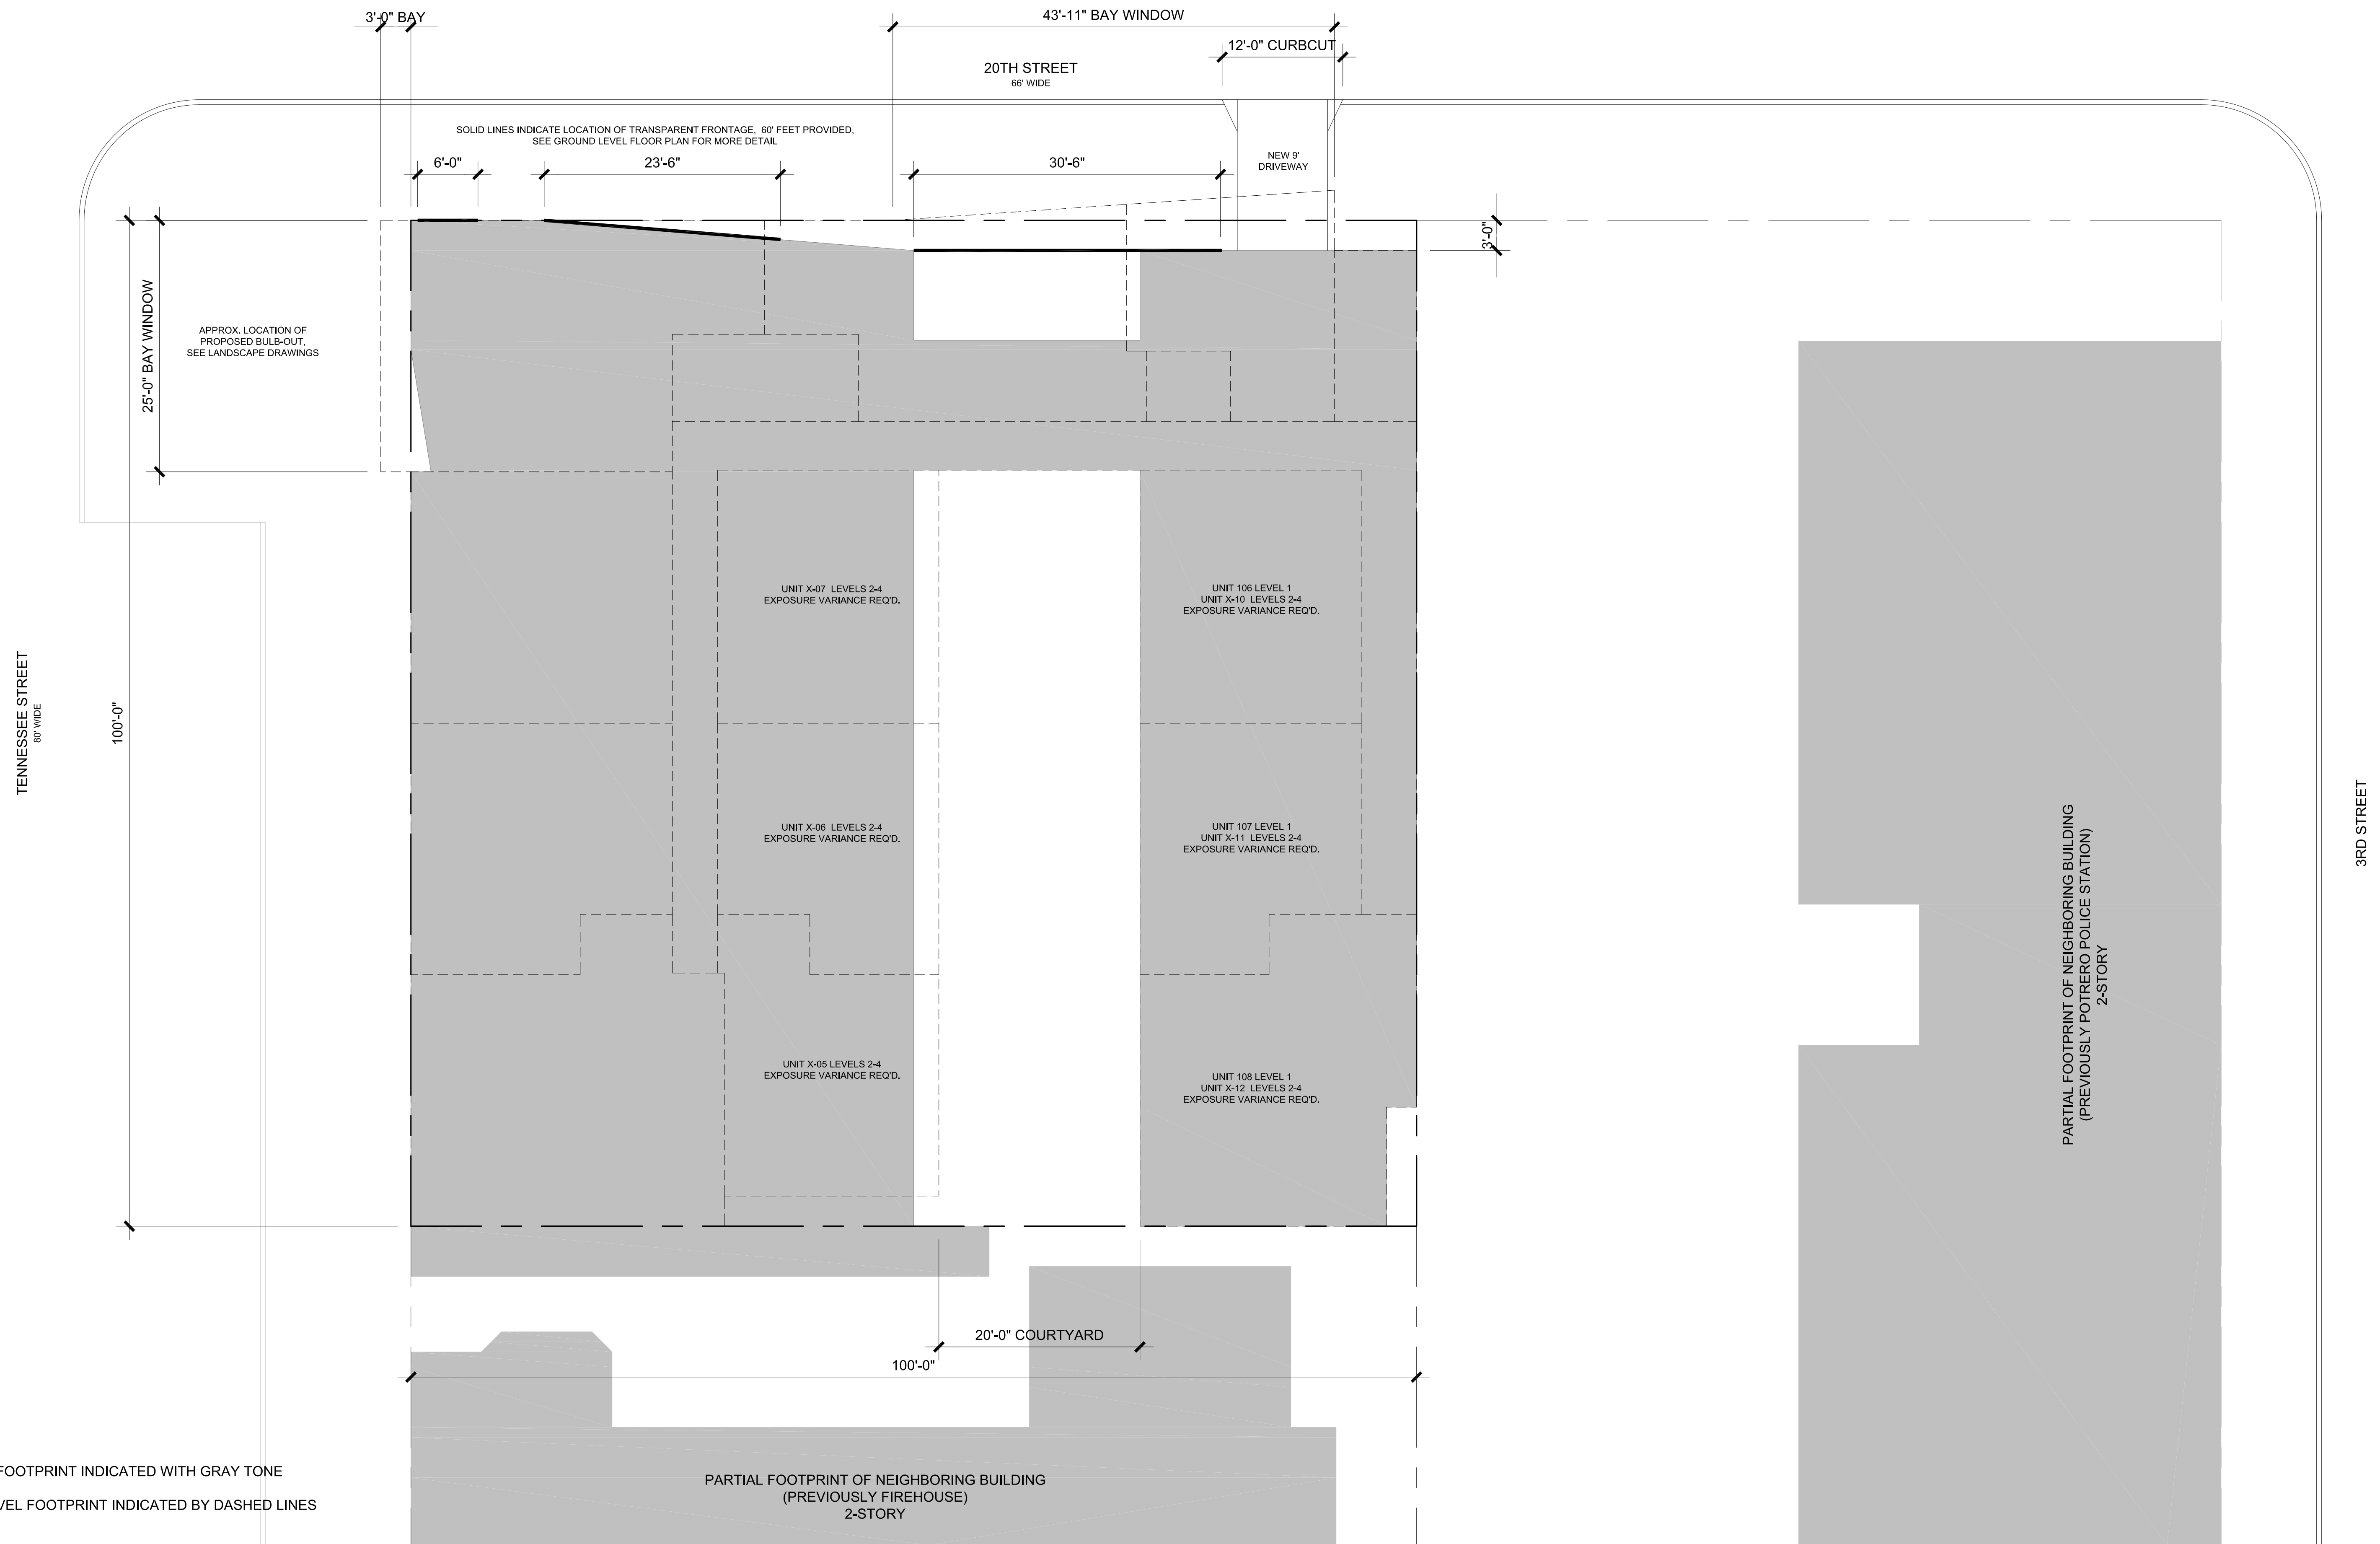 3'-0" BAY
43'-11" BAY WINDOW
12'-0" CURBCUT
20TH STREET
66' WIDE
SOLID LINES INDICATE LOCATION OF TRANSPARENT FRONTAGE, 60' FEET PROVIDED,
SEE GROUND LEVEL FLOOR PLAN FOR MORE DETAIL
6'-0"
23'-6"
30'-6"
NEW 9'
DRIVEWAY
3'-0"
25'-0" BAY WINDOW
APPROX. LOCATION OF
PROPOSED BULB-OUT,
SEE LANDSCAPE DRAWINGS
UNIT X-07 LEVELS 2-4
EXPOSURE VARIANCE REQ'D.
UNIT 106 LEVEL 1
UNIT X-10 LEVELS 2-4
EXPOSURE VARIANCE REQ'D.
TENNESSEE STREET
80' WIDE
100'-0"
UNIT X-06 LEVELS 2-4
EXPOSURE VARIANCE REQ'D.
UNIT 107 LEVEL 1
UNIT X-11 LEVELS 2-4
EXPOSURE VARIANCE REQ'D.
3RD STREET
PARTIAL FOOTPRINT OF NEIGHBORING BUILDING
(PREVIOUSLY POTRERO POLICE STATION)
2-STORY
UNIT X-05 LEVELS 2-4
EXPOSURE VARIANCE REQ'D.
UNIT 108 LEVEL 1
UNIT X-12 LEVELS 2-4
EXPOSURE VARIANCE REQ'D.
20'-0" COURTYARD
100'-0"
FOOTPRINT INDICATED WITH GRAY TONE
VEL FOOTPRINT INDICATED BY DASHED LINES
PARTIAL FOOTPRINT OF NEIGHBORING BUILDING
(PREVIOUSLY FIREHOUSE)
2-STORY